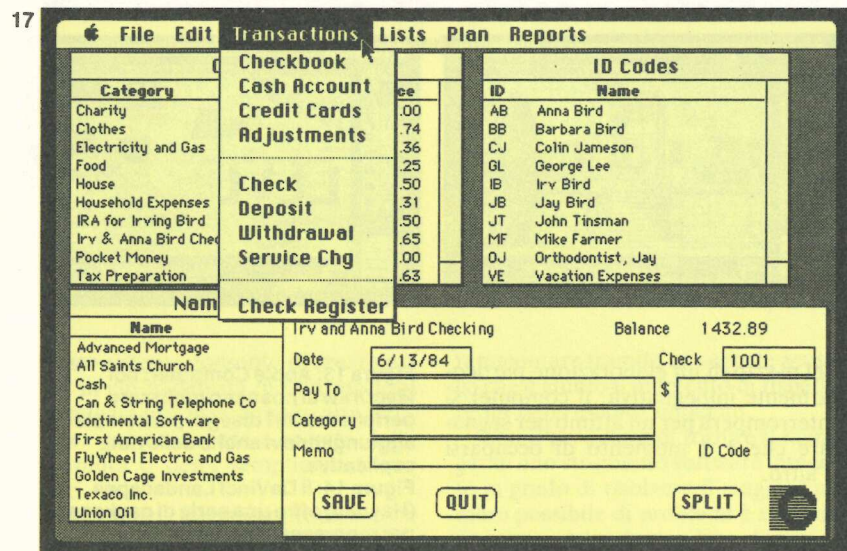 17
File Edit Transactions Lists Plan Reports
Checkbook
Cash Account
Credit Cards
Adjustments
Check
Deposit
Withdrawal
Service Chg
Check Register
Category ce
Charity .00
Clothes .74
Electricity and Gas .36
Food .25
House .50
Household Expenses .31
IRA for Irving Bird .50
Irv & Anna Bird Chec .65
Pocket Money .00
Tax Preparation .63
ID Codes
ID Name
AB Anna Bird
BB Barbara Bird
CJ Colin Jameson
GL George Lee
IB Irv Bird
JB Jay Bird
JT John Tinsman
MF Mike Farmer
OJ Orthodontist, Jay
VE Vacation Expenses
Nam
Name
Advanced Mortgage
All Saints Church
Cash
Can & String Telephone Co
Continental Software
First American Bank
FlyWheel Electric and Gas
Golden Cage Investments
Texaco Inc.
Union Oil
Irv and Anna Bird Checking Balance 1432.89
Date 6/13/84 Check 1001
Pay To $
Category
Memo ID Code
SAVE QUIT SPLIT